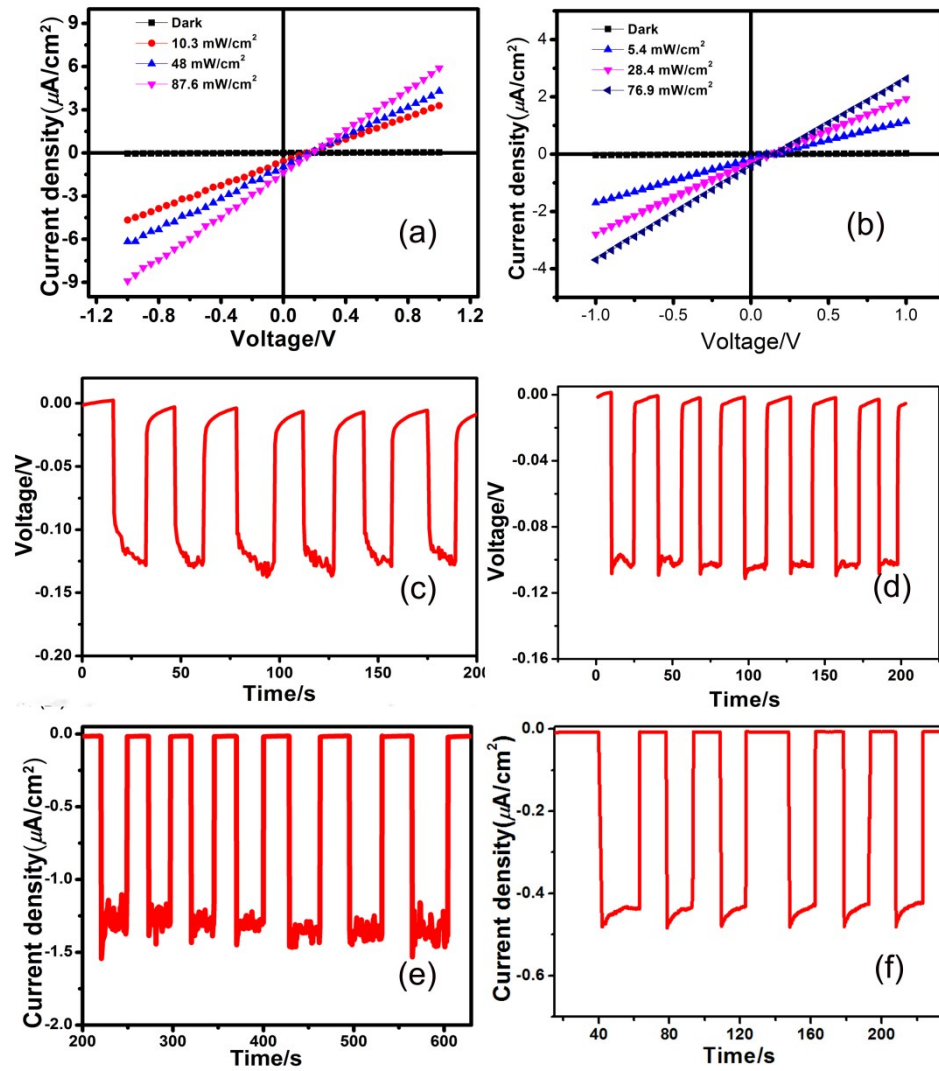 Dark
10.3 mW/cm²
48 mW/cm²
87.6 mW/cm²
Current density(μA/cm²)
3
0
-3
-6
-9
6
9
-1.2 -0.8 -0.4 0.0 0.4 0.8 1.2
Voltage/V
(a)
Dark
5.4 mW/cm²
28.4 mW/cm²
76.9 mW/cm²
Current density(μA/cm²)
4
2
0
-2
-4
-1.0 -0.5 0.0 0.5 1.0
Voltage/V
(b)
Voltage/V
0.00
-0.05
-0.10
-0.15
-0.20
0 50 100 150 200
Time/s
(c)
Voltage/V
0.00
-0.04
-0.08
-0.12
-0.16
0 50 100 150 200
Time/s
(d)
Current density(μA/cm²)
0.0
-0.5
-1.0
-1.5
-2.0
200 250 300 350 400 450 500 550 600
Time/s
(e)
Current density(μA/cm²)
0.0
-0.2
-0.4
-0.6
40 80 120 160 200
Time/s
(f)